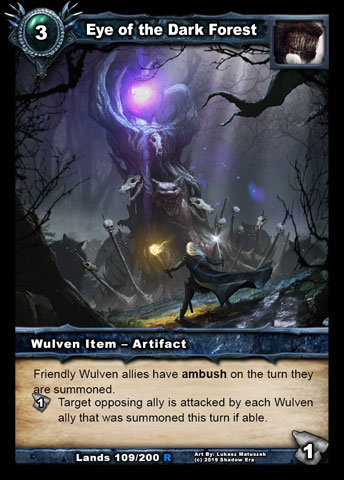 3
Eye of the Dark Forest
Wulven Item – Artifact
Friendly Wulven allies have ambush on the turn they
are summoned.
1 Target opposing ally is attacked by each Wulven
ally that was summoned this turn if able.
1
Lands 109/200 R
Art By: Lukasz Matuszek
(c) 2019 Shadow Era